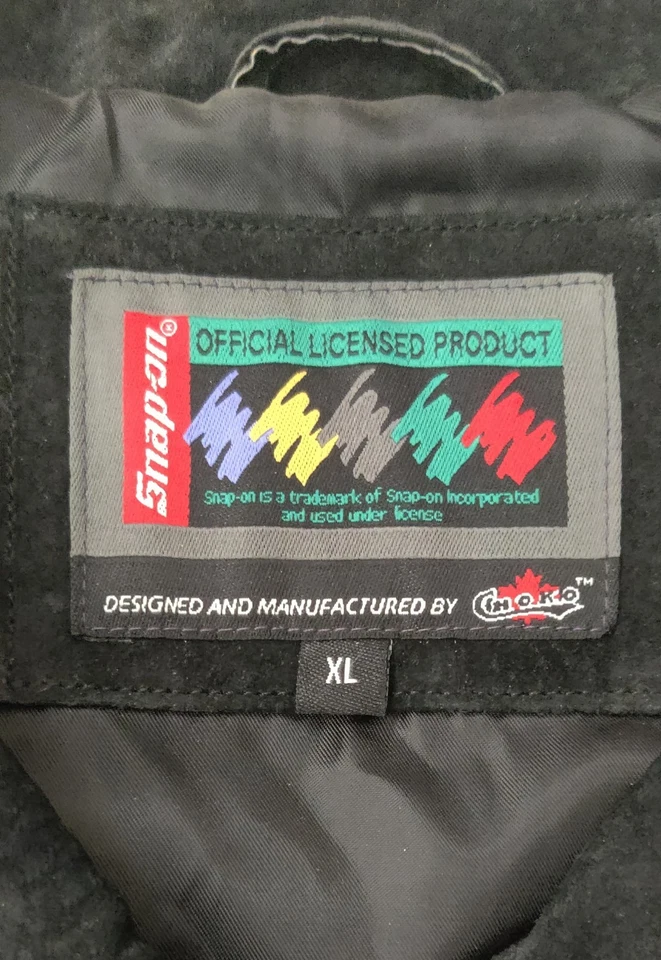 Snap-on®
OFFICIAL LICENSED PRODUCT
Snap-on is a trademark of Snap-on Incorporated
and used under license
DESIGNED AND MANUFACTURED BY CHOKO™
XL